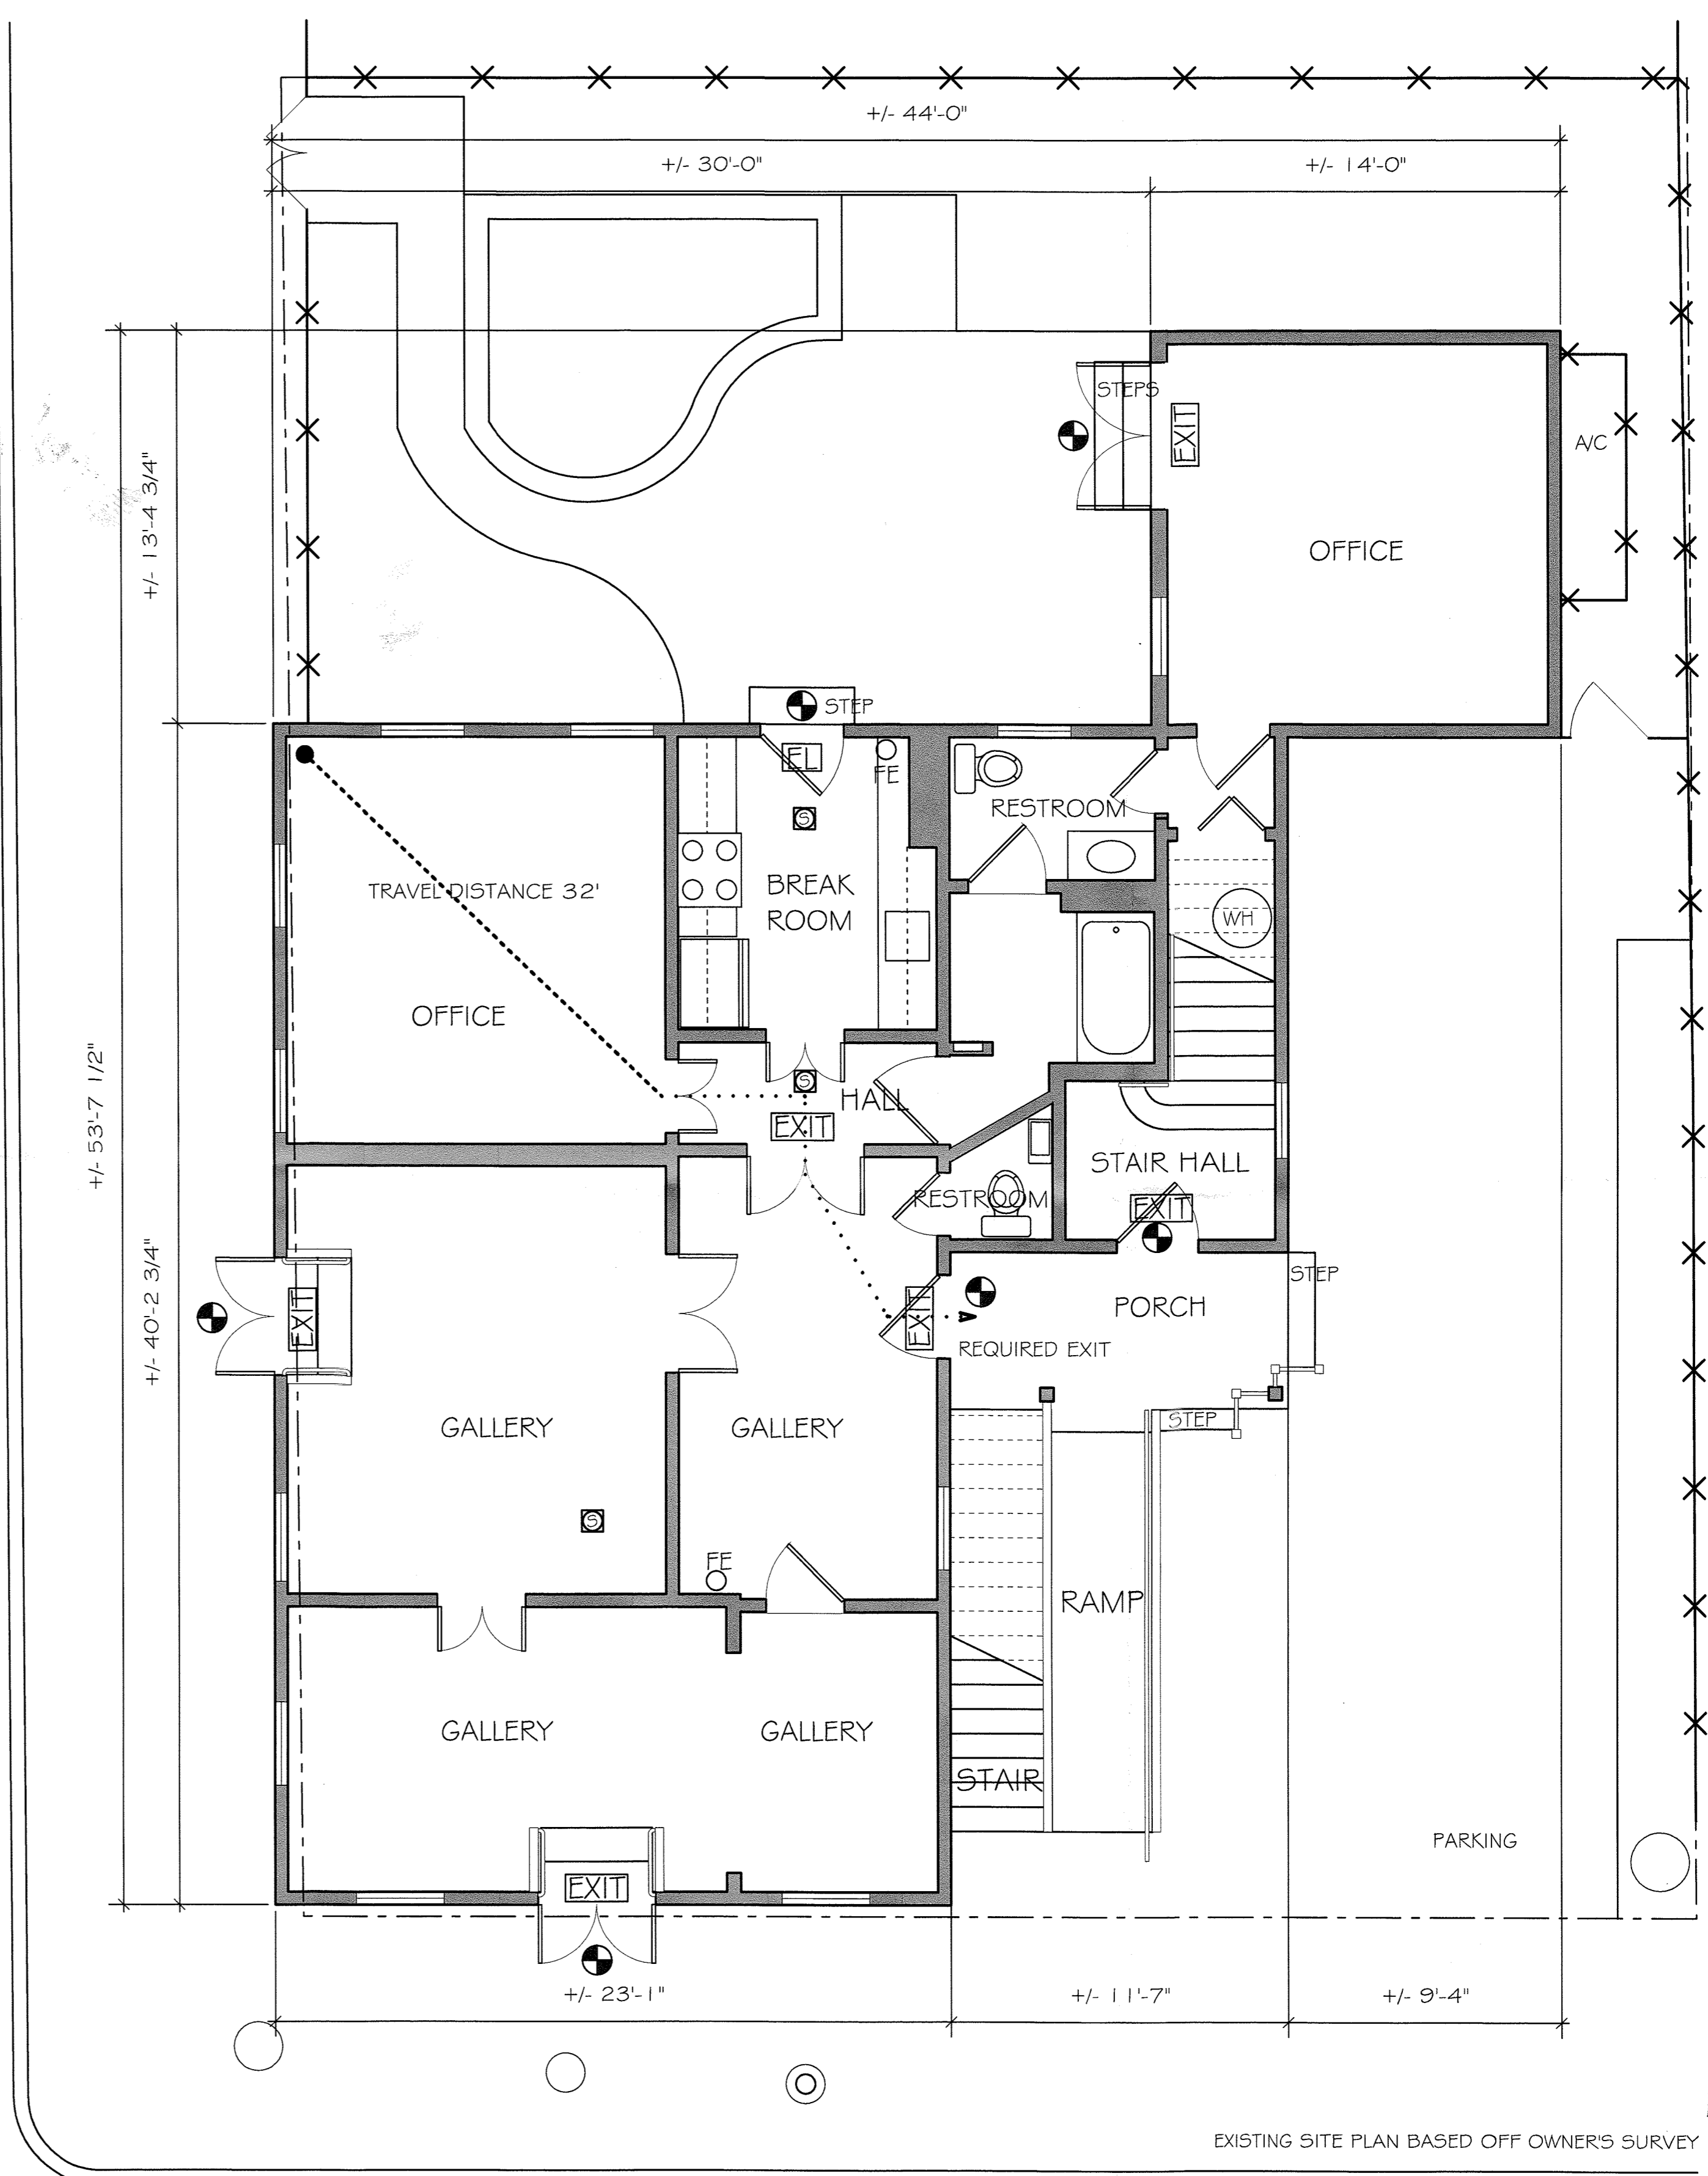 +/- 44'-0"
+/- 30'-0"
+/- 14'-0"
STEPS
EXIT
A/C
+/- 13'-4 3/4"
OFFICE
STEP
EL
FE
S
RESTROOM
TRAVEL DISTANCE 32'
BREAK
ROOM
WH
OFFICE
+/- 53'-7 1/2"
S
HALL
EXIT
STAIR HALL
RESTROOM
EXIT
STEP
+/- 40'-2 3/4"
EXIT
EXIT
A
PORCH
REQUIRED EXIT
STEP
GALLERY
GALLERY
S
FE
RAMP
GALLERY
GALLERY
STAIR
PARKING
EXIT
+/- 23'-1"
+/- 11'-7"
+/- 9'-4"
EXISTING SITE PLAN BASED OFF OWNER'S SURVEY